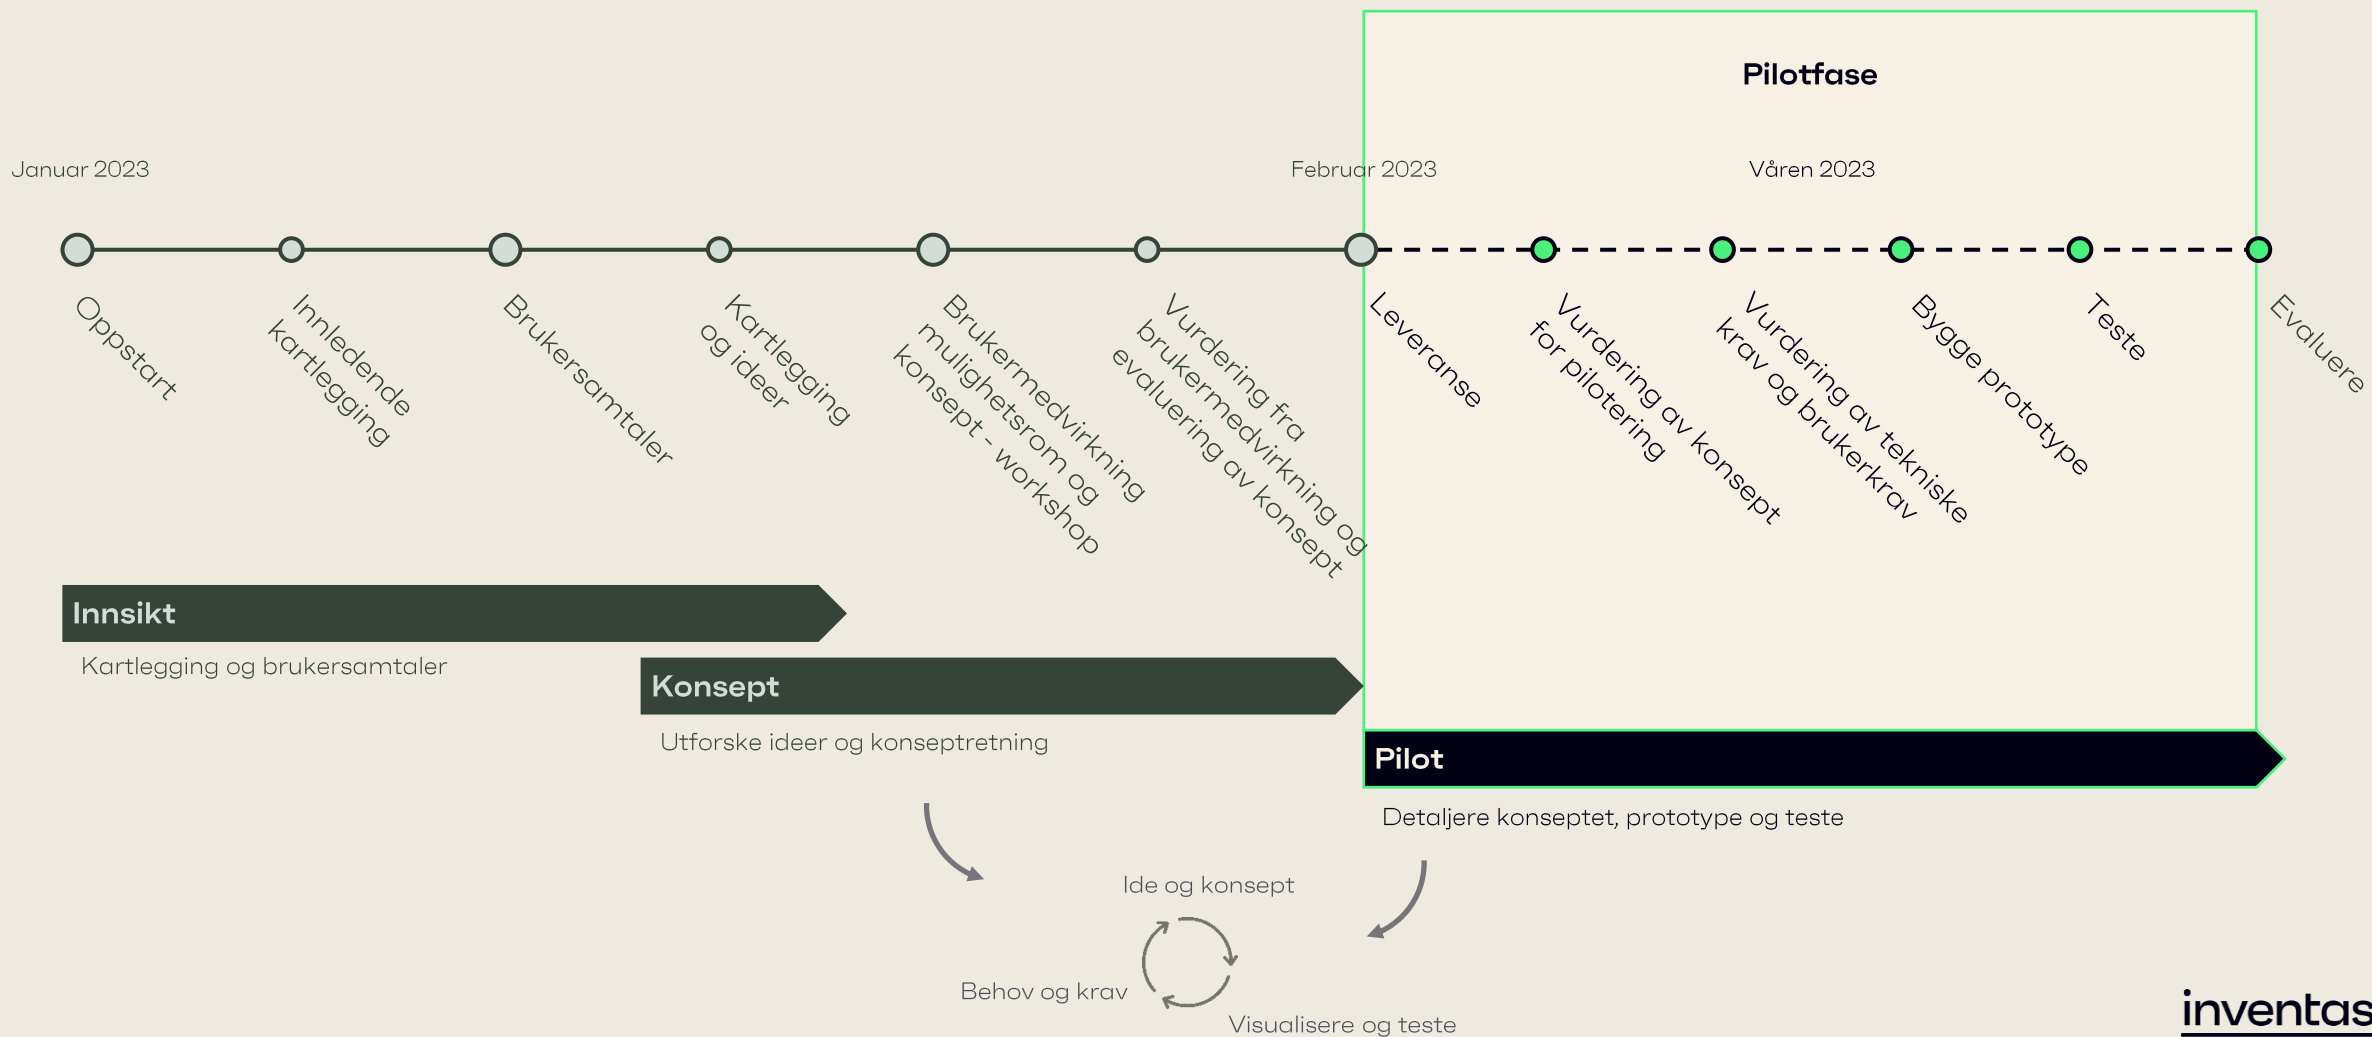 Pilotfase
Januar 2023
Februar 2023
Våren 2023
Oppstart
Innledende
kartlegging
Brukersamtaler
Kartlegging
og ideer
Brukermedvirkning
mulighetsrom og
konsept - workshop
Vurdering fra
brukermedvirkning og
evaluering av konsept
Leveranse
Vurdering av konsept
for pilotering
Vurdering av tekniske
krav og brukerkrav
Bygge prototype
Teste
Evaluere
Innsikt
Kartlegging og brukersamtaler
Konsept
Utforske ideer og konseptretning
Pilot
Detaljere konseptet, prototype og teste
Ide og konsept
Behov og krav
Visualisere og teste
inventas